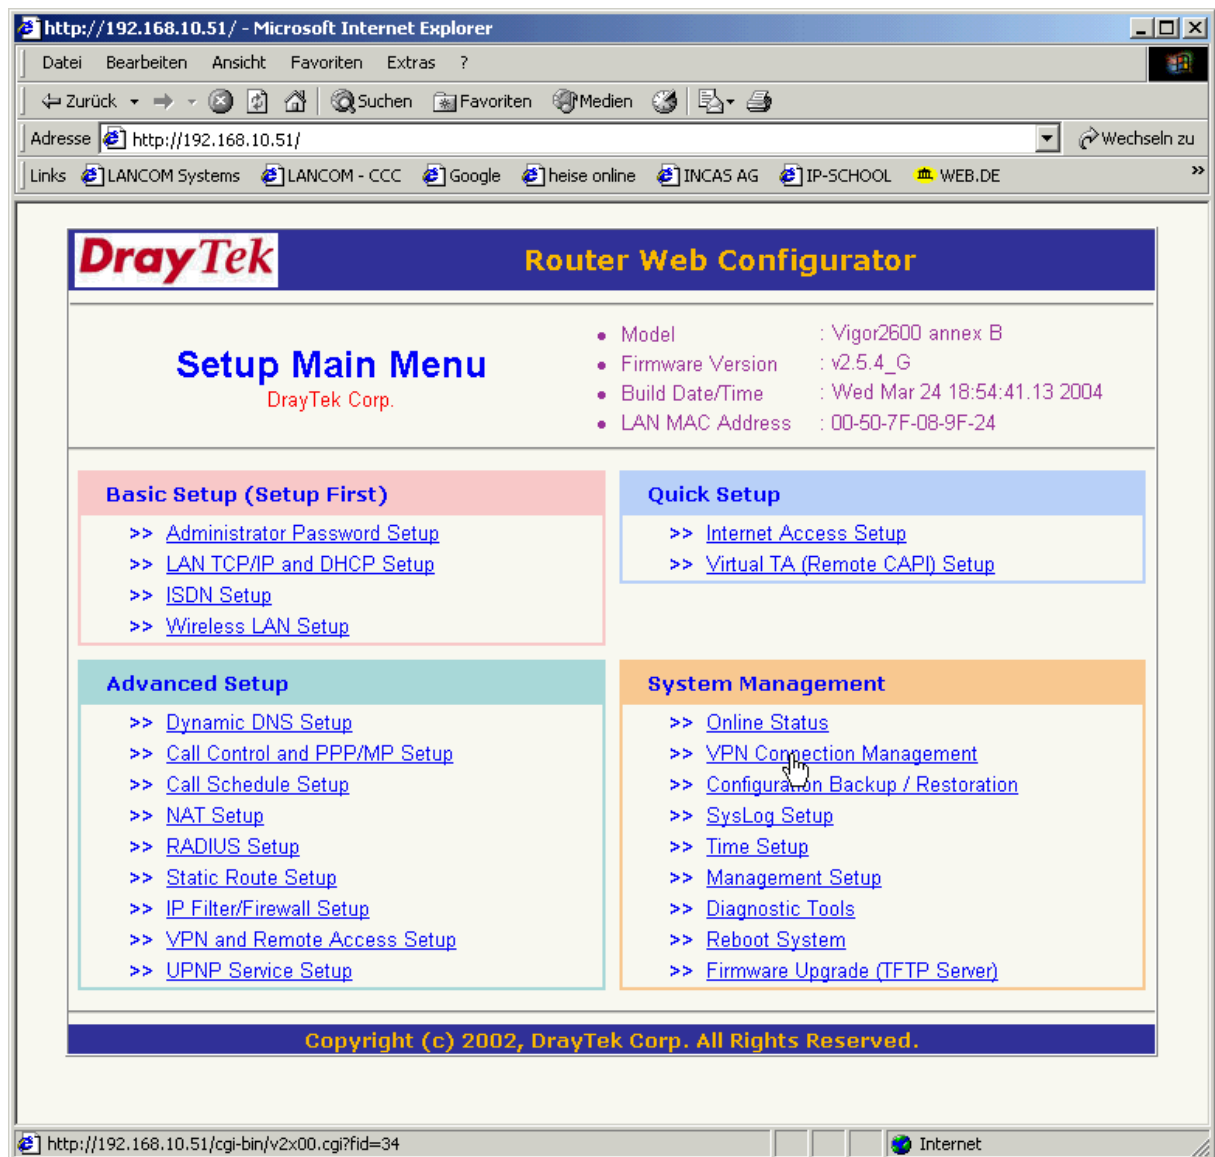 http://192.168.10.51/ - Microsoft Internet Explorer
Datei Bearbeiten Ansicht Favoriten Extras ?
Zurück Suchen Favoriten Medien
Adresse http://192.168.10.51/ Wechseln zu
Links LANCOM Systems LANCOM - CCC Google heise online INCAS AG IP-SCHOOL WEB.DE »
DrayTek Router Web Configurator
Setup Main Menu
DrayTek Corp.
• Model : Vigor2600 annex B
• Firmware Version : v2.5.4_G
• Build Date/Time : Wed Mar 24 18:54:41.13 2004
• LAN MAC Address : 00-50-7F-08-9F-24
Basic Setup (Setup First)
>> Administrator Password Setup
>> LAN TCP/IP and DHCP Setup
>> ISDN Setup
>> Wireless LAN Setup
Quick Setup
>> Internet Access Setup
>> Virtual TA (Remote CAPI) Setup
Advanced Setup
>> Dynamic DNS Setup
>> Call Control and PPP/MP Setup
>> Call Schedule Setup
>> NAT Setup
>> RADIUS Setup
>> Static Route Setup
>> IP Filter/Firewall Setup
>> VPN and Remote Access Setup
>> UPNP Service Setup
System Management
>> Online Status
>> VPN Connection Management
>> Configuration Backup / Restoration
>> SysLog Setup
>> Time Setup
>> Management Setup
>> Diagnostic Tools
>> Reboot System
>> Firmware Upgrade (TFTP Server)
Copyright (c) 2002, DrayTek Corp. All Rights Reserved.
http://192.168.10.51/cgi-bin/v2x00.cgi?fid=34 Internet